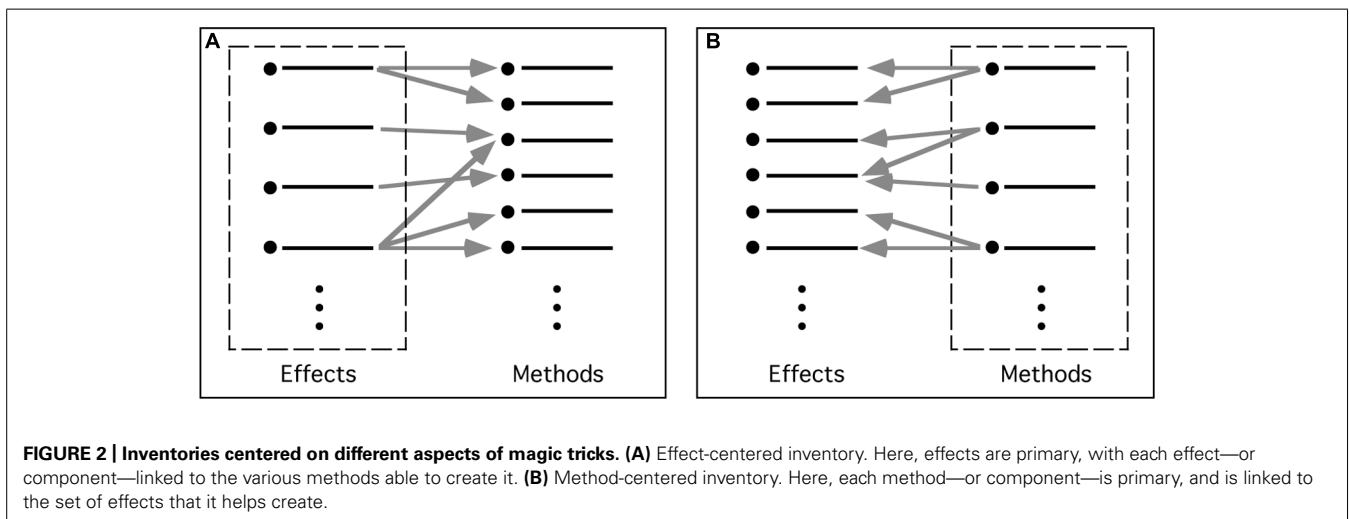 A
B
Effects
Methods
Effects
Methods
FIGURE 2 | Inventories centered on different aspects of magic tricks. (A) Effect-centered inventory. Here, effects are primary, with each effect—or
component—linked to the various methods able to create it. (B) Method-centered inventory. Here, each method—or component—is primary, and is linked to
the set of effects that it helps create.